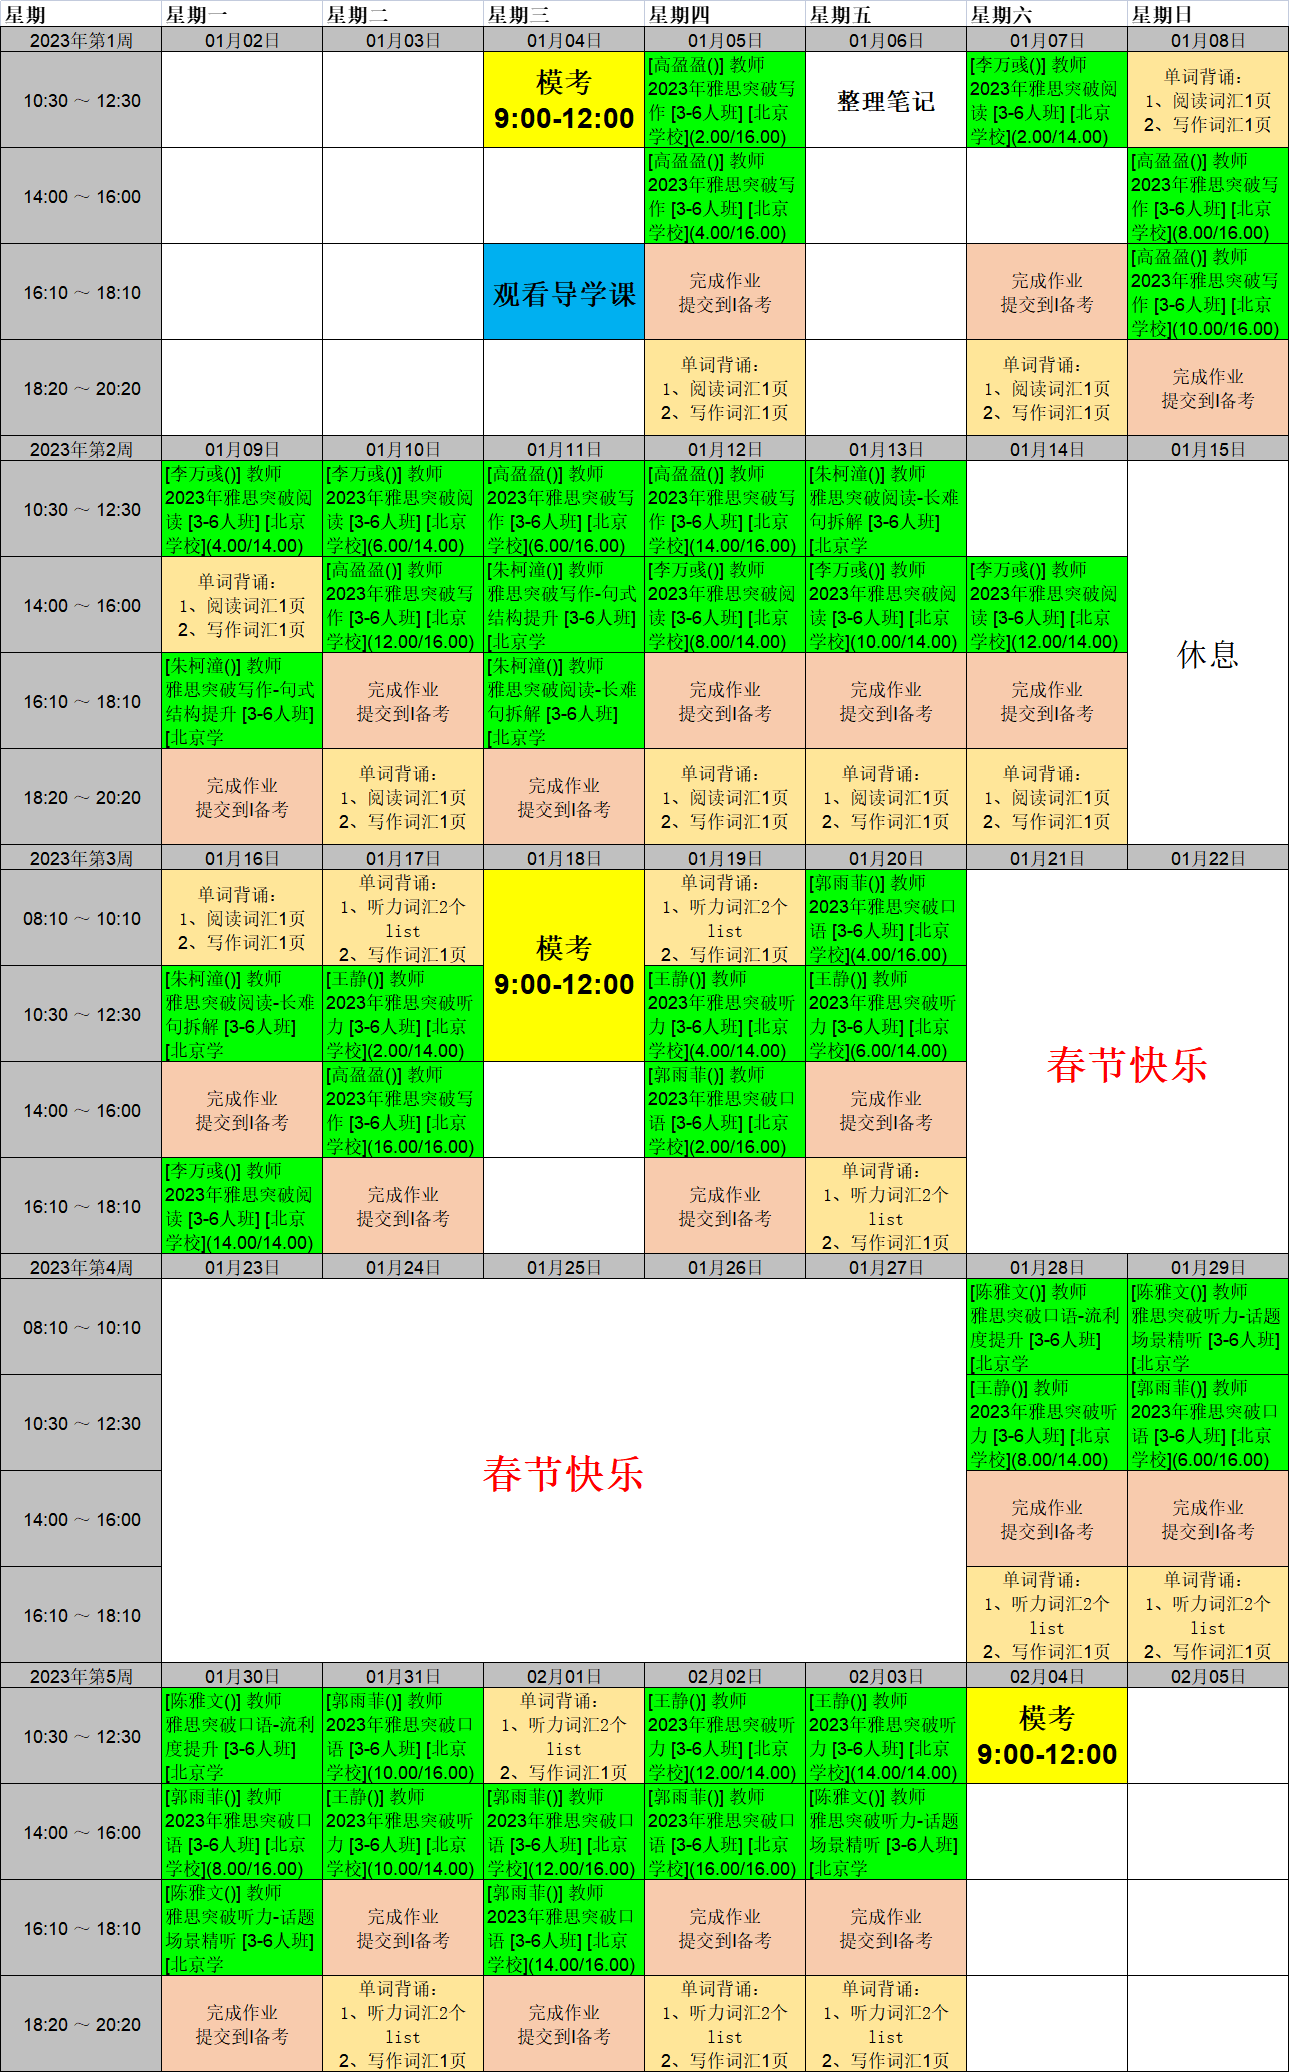 星期
星期一
星期二
星期三
星期四
星期五
星期六
星期日
2023年第1周
01月02日
01月03日
01月04日
01月05日
01月06日
01月07日
01月08日
10:30 ～ 12:30
模考
9:00-12:00
[高盈盈()] 教师
2023年雅思突破写
作 [3-6人班] [北京
学校](2.00/16.00)
整理笔记
[李万彧()] 教师
2023年雅思突破阅
读 [3-6人班] [北京
学校](2.00/14.00)
单词背诵：
1、阅读词汇1页
2、写作词汇1页
14:00 ～ 16:00
[高盈盈()] 教师
2023年雅思突破写
作 [3-6人班] [北京
学校](4.00/16.00)
[高盈盈()] 教师
2023年雅思突破写
作 [3-6人班] [北京
学校](8.00/16.00)
16:10 ～ 18:10
观看导学课
完成作业
提交到I备考
完成作业
提交到I备考
[高盈盈()] 教师
2023年雅思突破写
作 [3-6人班] [北京
学校](10.00/16.00)
18:20 ～ 20:20
单词背诵：
1、阅读词汇1页
2、写作词汇1页
单词背诵：
1、阅读词汇1页
2、写作词汇1页
完成作业
提交到I备考
2023年第2周
01月09日
01月10日
01月11日
01月12日
01月13日
01月14日
01月15日
10:30 ～ 12:30
[李万彧()] 教师
2023年雅思突破阅
读 [3-6人班] [北京
学校](4.00/14.00)
[李万彧()] 教师
2023年雅思突破阅
读 [3-6人班] [北京
学校](6.00/14.00)
[高盈盈()] 教师
2023年雅思突破写
作 [3-6人班] [北京
学校](6.00/16.00)
[高盈盈()] 教师
2023年雅思突破写
作 [3-6人班] [北京
学校](14.00/16.00)
[朱柯潼()] 教师
雅思突破阅读-长难
句拆解 [3-6人班]
[北京学
14:00 ～ 16:00
单词背诵：
1、阅读词汇1页
2、写作词汇1页
[高盈盈()] 教师
2023年雅思突破写
作 [3-6人班] [北京
学校](12.00/16.00)
[朱柯潼()] 教师
雅思突破写作-句式
结构提升 [3-6人班]
[北京学
[李万彧()] 教师
2023年雅思突破阅
读 [3-6人班] [北京
学校](8.00/14.00)
[李万彧()] 教师
2023年雅思突破阅
读 [3-6人班] [北京
学校](10.00/14.00)
[李万彧()] 教师
2023年雅思突破阅
读 [3-6人班] [北京
学校](12.00/14.00)
休息
16:10 ～ 18:10
[朱柯潼()] 教师
雅思突破写作-句式
结构提升 [3-6人班]
[北京学
完成作业
提交到I备考
[朱柯潼()] 教师
雅思突破阅读-长难
句拆解 [3-6人班]
[北京学
完成作业
提交到I备考
完成作业
提交到I备考
完成作业
提交到I备考
18:20 ～ 20:20
完成作业
提交到I备考
单词背诵：
1、阅读词汇1页
2、写作词汇1页
完成作业
提交到I备考
单词背诵：
1、阅读词汇1页
2、写作词汇1页
单词背诵：
1、阅读词汇1页
2、写作词汇1页
单词背诵：
1、阅读词汇1页
2、写作词汇1页
2023年第3周
01月16日
01月17日
01月18日
01月19日
01月20日
01月21日
01月22日
08:10 ～ 10:10
单词背诵：
1、阅读词汇1页
2、写作词汇1页
单词背诵：
1、听力词汇2个
list
2、写作词汇1页
模考
9:00-12:00
单词背诵：
1、听力词汇2个
list
2、写作词汇1页
[郭雨菲()] 教师
2023年雅思突破口
语 [3-6人班] [北京
学校](4.00/16.00)
春节快乐
10:30 ～ 12:30
[朱柯潼()] 教师
雅思突破阅读-长难
句拆解 [3-6人班]
[北京学
[王静()] 教师
2023年雅思突破听
力 [3-6人班] [北京
学校](2.00/14.00)
[王静()] 教师
2023年雅思突破听
力 [3-6人班] [北京
学校](4.00/14.00)
[王静()] 教师
2023年雅思突破听
力 [3-6人班] [北京
学校](6.00/14.00)
14:00 ～ 16:00
完成作业
提交到I备考
[高盈盈()] 教师
2023年雅思突破写
作 [3-6人班] [北京
学校](16.00/16.00)
[郭雨菲()] 教师
2023年雅思突破口
语 [3-6人班] [北京
学校](2.00/16.00)
完成作业
提交到I备考
16:10 ～ 18:10
[李万彧()] 教师
2023年雅思突破阅
读 [3-6人班] [北京
学校](14.00/14.00)
完成作业
提交到I备考
完成作业
提交到I备考
单词背诵：
1、听力词汇2个
list
2、写作词汇1页
2023年第4周
01月23日
01月24日
01月25日
01月26日
01月27日
01月28日
01月29日
08:10 ～ 10:10
春节快乐
[陈雅文()] 教师
雅思突破口语-流利
度提升 [3-6人班]
[北京学
[陈雅文()] 教师
雅思突破听力-话题
场景精听 [3-6人班]
[北京学
10:30 ～ 12:30
[王静()] 教师
2023年雅思突破听
力 [3-6人班] [北京
学校](8.00/14.00)
[郭雨菲()] 教师
2023年雅思突破口
语 [3-6人班] [北京
学校](6.00/16.00)
14:00 ～ 16:00
完成作业
提交到I备考
完成作业
提交到I备考
16:10 ～ 18:10
单词背诵：
1、听力词汇2个
list
2、写作词汇1页
单词背诵：
1、听力词汇2个
list
2、写作词汇1页
2023年第5周
01月30日
01月31日
02月01日
02月02日
02月03日
02月04日
02月05日
10:30 ～ 12:30
[陈雅文()] 教师
雅思突破口语-流利
度提升 [3-6人班]
[北京学
[郭雨菲()] 教师
2023年雅思突破口
语 [3-6人班] [北京
学校](10.00/16.00)
单词背诵：
1、听力词汇2个
list
2、写作词汇1页
[王静()] 教师
2023年雅思突破听
力 [3-6人班] [北京
学校](12.00/14.00)
[王静()] 教师
2023年雅思突破听
力 [3-6人班] [北京
学校](14.00/14.00)
模考
9:00-12:00
14:00 ～ 16:00
[郭雨菲()] 教师
2023年雅思突破口
语 [3-6人班] [北京
学校](8.00/16.00)
[王静()] 教师
2023年雅思突破听
力 [3-6人班] [北京
学校](10.00/14.00)
[郭雨菲()] 教师
2023年雅思突破口
语 [3-6人班] [北京
学校](12.00/16.00)
[郭雨菲()] 教师
2023年雅思突破口
语 [3-6人班] [北京
学校](16.00/16.00)
[陈雅文()] 教师
雅思突破听力-话题
场景精听 [3-6人班]
[北京学
16:10 ～ 18:10
[陈雅文()] 教师
雅思突破听力-话题
场景精听 [3-6人班]
[北京学
完成作业
提交到I备考
[郭雨菲()] 教师
2023年雅思突破口
语 [3-6人班] [北京
学校](14.00/16.00)
完成作业
提交到I备考
完成作业
提交到I备考
18:20 ～ 20:20
完成作业
提交到I备考
单词背诵：
1、听力词汇2个
list
2、写作词汇1页
完成作业
提交到I备考
单词背诵：
1、听力词汇2个
list
2、写作词汇1页
单词背诵：
1、听力词汇2个
list
2、写作词汇1页